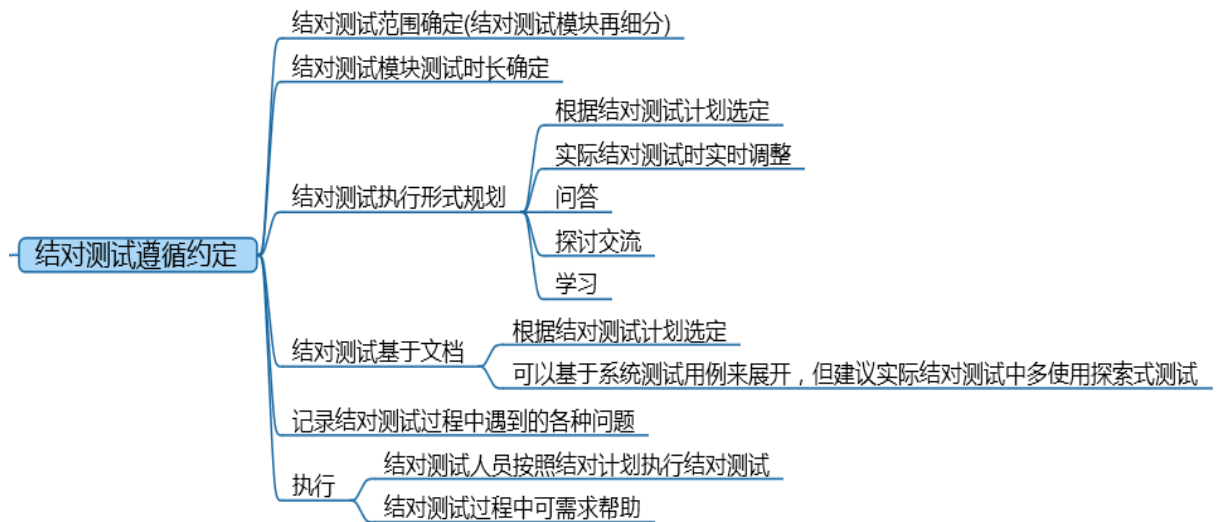 结对测试范围确定(结对测试模块再细分)
结对测试模块测试时长确定
根据结对测试计划选定
实际结对测试时实时调整
结对测试执行形式规划
问答
探讨交流
学习
结对测试遵循约定
根据结对测试计划选定
结对测试基于文档
可以基于系统测试用例来展开，但建议实际结对测试中多使用探索式测试
记录结对测试过程中遇到的各种问题
结对测试人员按照结对计划执行结对测试
执行
结对测试过程中可需求帮助